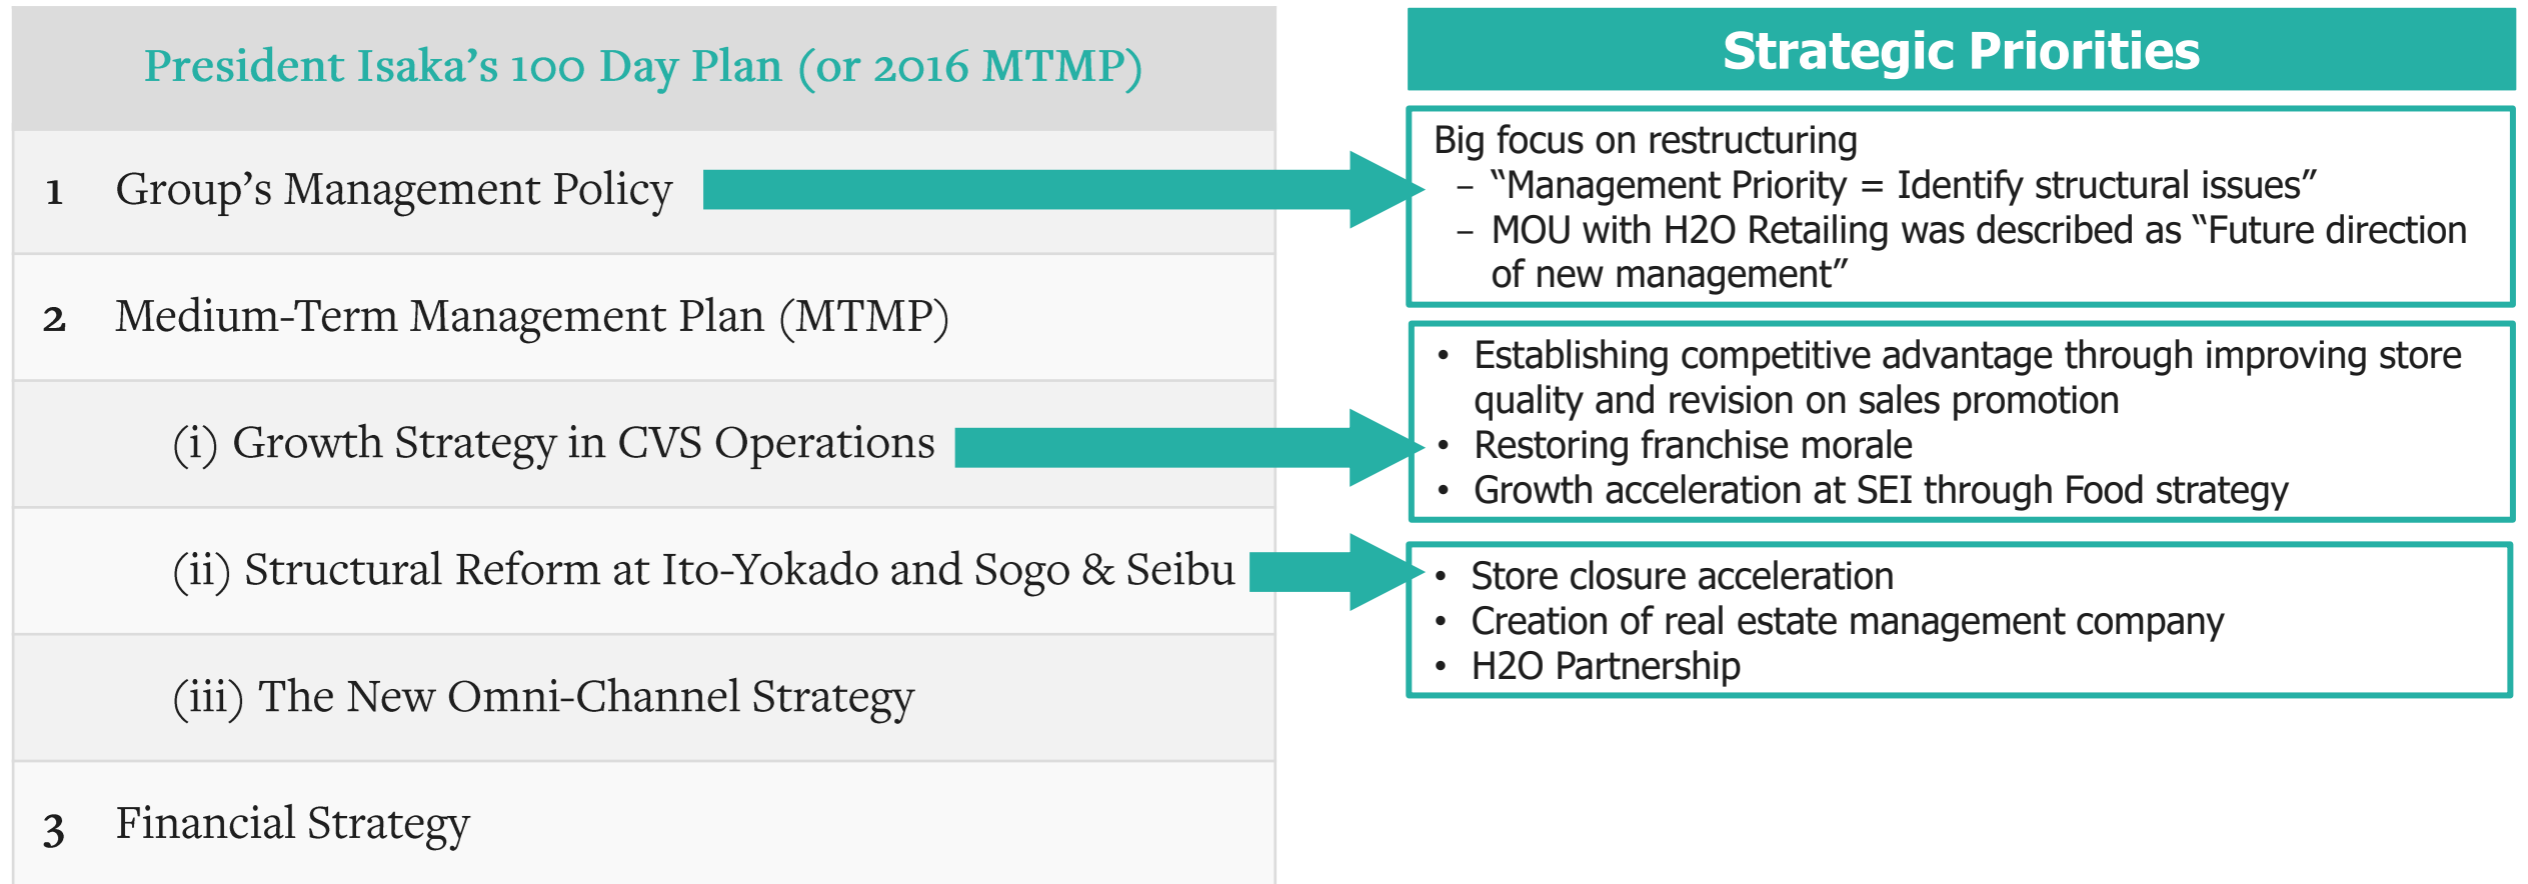 President Isaka’s 100 Day Plan (or 2016 MTMP)
1 Group’s Management Policy
2 Medium-Term Management Plan (MTMP)
(i) Growth Strategy in CVS Operations
(ii) Structural Reform at Ito-Yokado and Sogo & Seibu
(iii) The New Omni-Channel Strategy
3 Financial Strategy
Strategic Priorities
Big focus on restructuring
– “Management Priority = Identify structural issues”
– MOU with H2O Retailing was described as “Future direction
of new management”
• Establishing competitive advantage through improving store
quality and revision on sales promotion
• Restoring franchise morale
• Growth acceleration at SEI through Food strategy
• Store closure acceleration
• Creation of real estate management company
• H2O Partnership